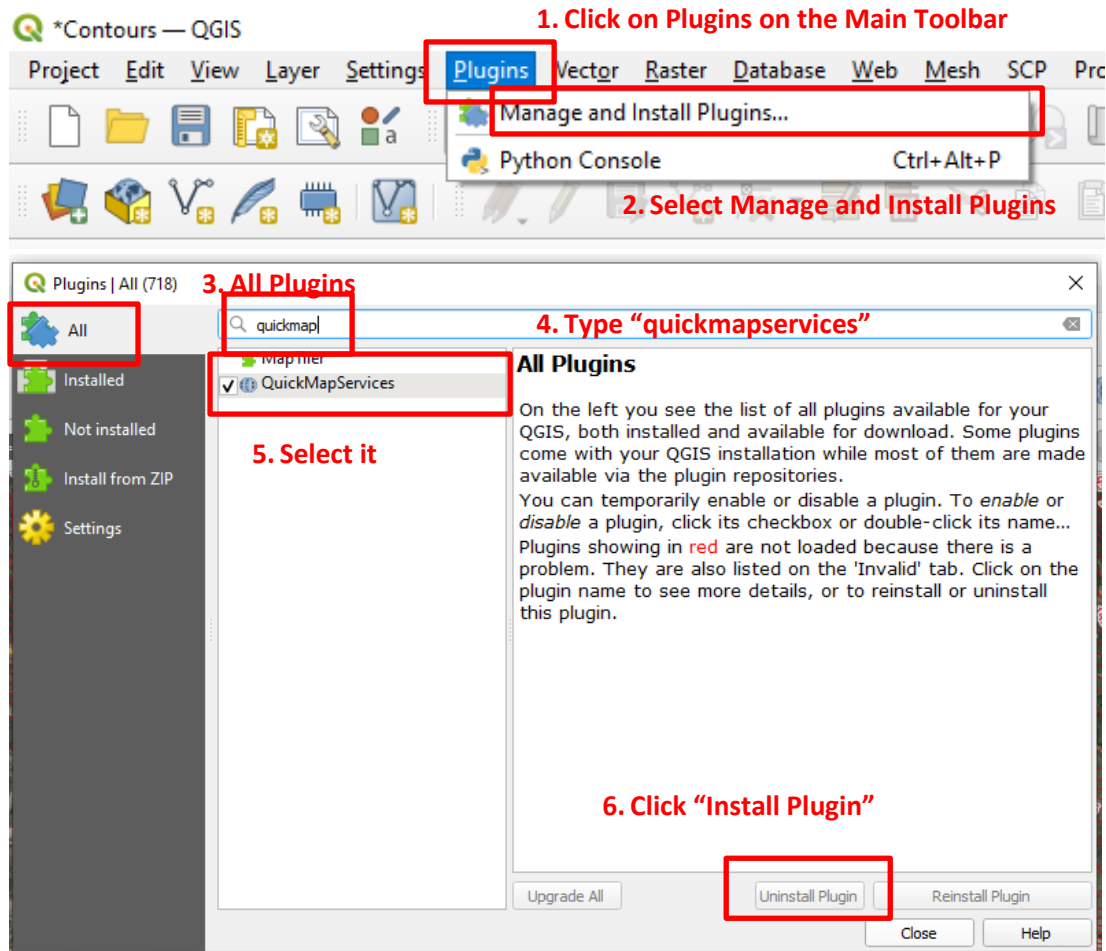 1. Click on Plugins on the Main Toolbar
*Contours — QGIS
Project Edit View Layer Settings Plugins Vector Raster Database Web Mesh SCP Pro
a
Manage and Install Plugins...
Python Console Ctrl+Alt+P
2. Select Manage and Install Plugins
Plugins | All (718)
3. All Plugins
All
quickmap
4. Type “quickmapservices”
MapTiler
Installed
QuickMapServices
All Plugins
On the left you see the list of all plugins available for your
QGIS, both installed and available for download. Some plugins
come with your QGIS installation while most of them are made
available via the plugin repositories.
Not installed
5. Select it
Install from ZIP
You can temporarily enable or disable a plugin. To enable or
disable a plugin, click its checkbox or double-click its name...
Settings
Plugins showing in red are not loaded because there is a
problem. They are also listed on the 'Invalid' tab. Click on the
plugin name to see more details, or to reinstall or uninstall
this plugin.
6. Click “Install Plugin”
Upgrade All
Uninstall Plugin
Reinstall Plugin
Close
Help